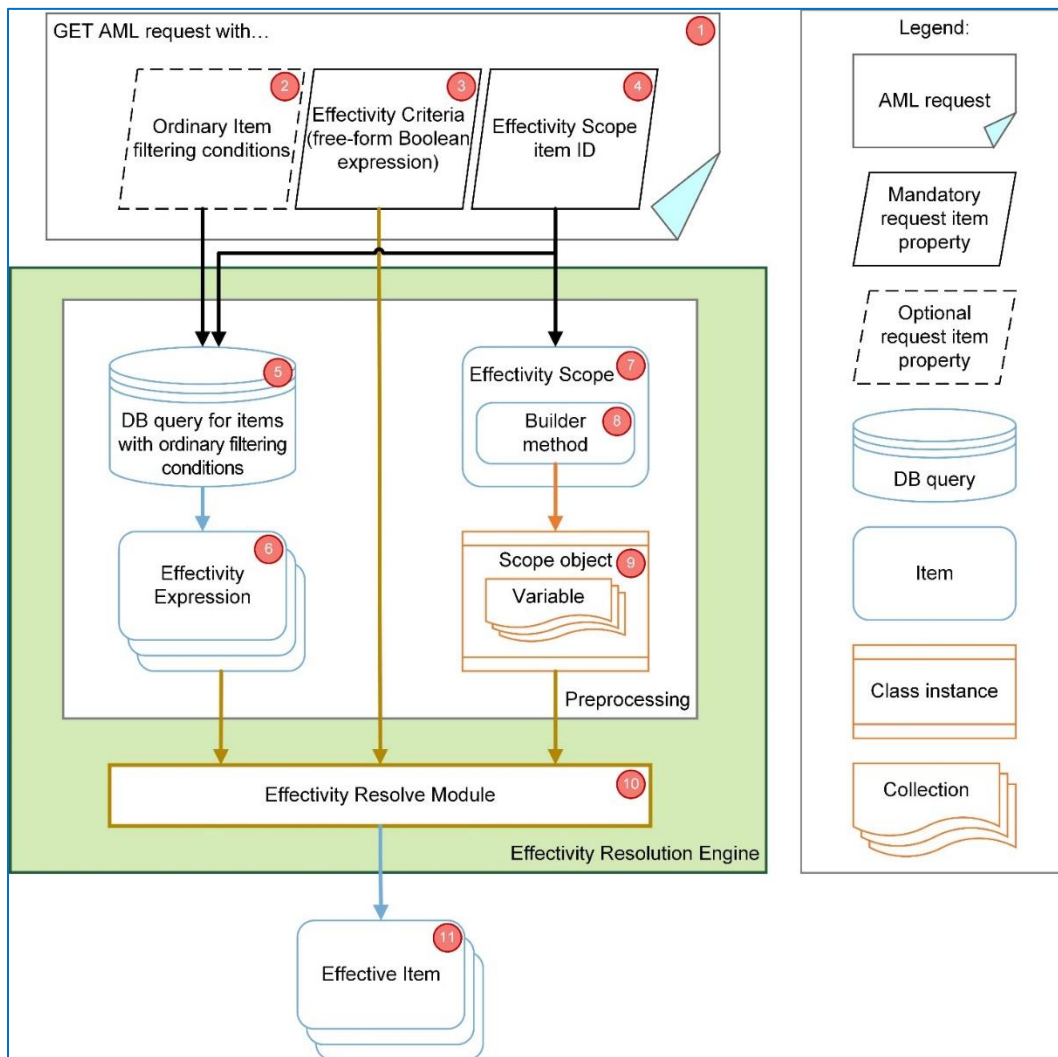 GET AML request with…
1
2
Ordinary Item
filtering conditions
3
Effectivity Criteria
(free-form Boolean
expression)
4
Effectivity Scope
item ID
5
DB query for items
with ordinary filtering
conditions
6
Effectivity
Expression
7
Effectivity Scope
8
Builder
method
9
Scope object
Variable
Preprocessing
10
Effectivity Resolve Module
Effectivity Resolution Engine
11
Effective Item
Legend:
AML request
Mandatory
request item
property
Optional
request item
property
DB query
Item
Class instance
Collection